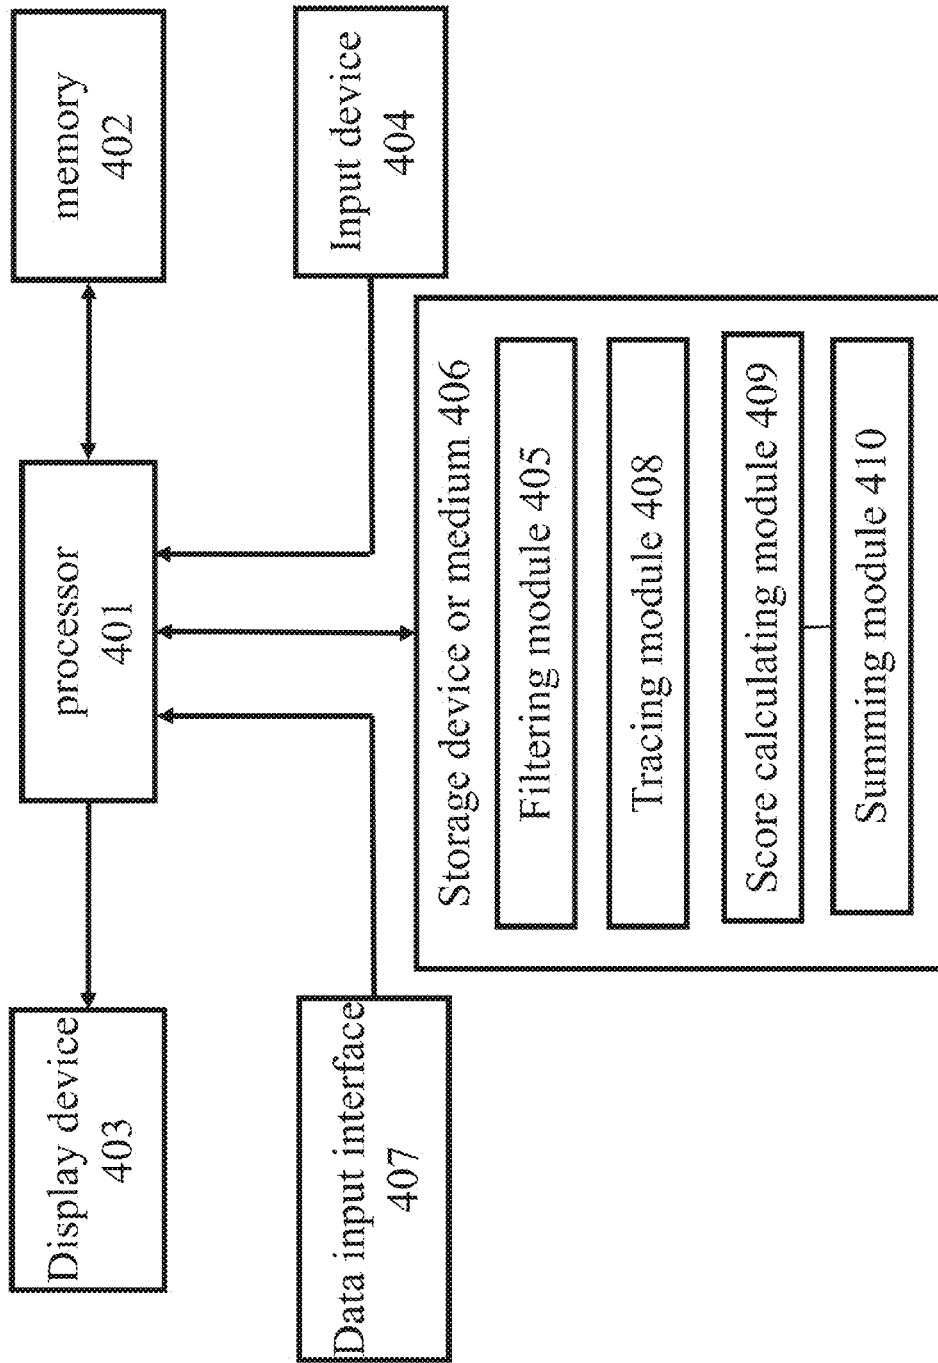 Display device
403
processor
401
memory
402
Data input interface
407
Input device
404
Storage device or medium 406
Filtering module 405
Tracing module 408
Score calculating module 409
Summing module 410